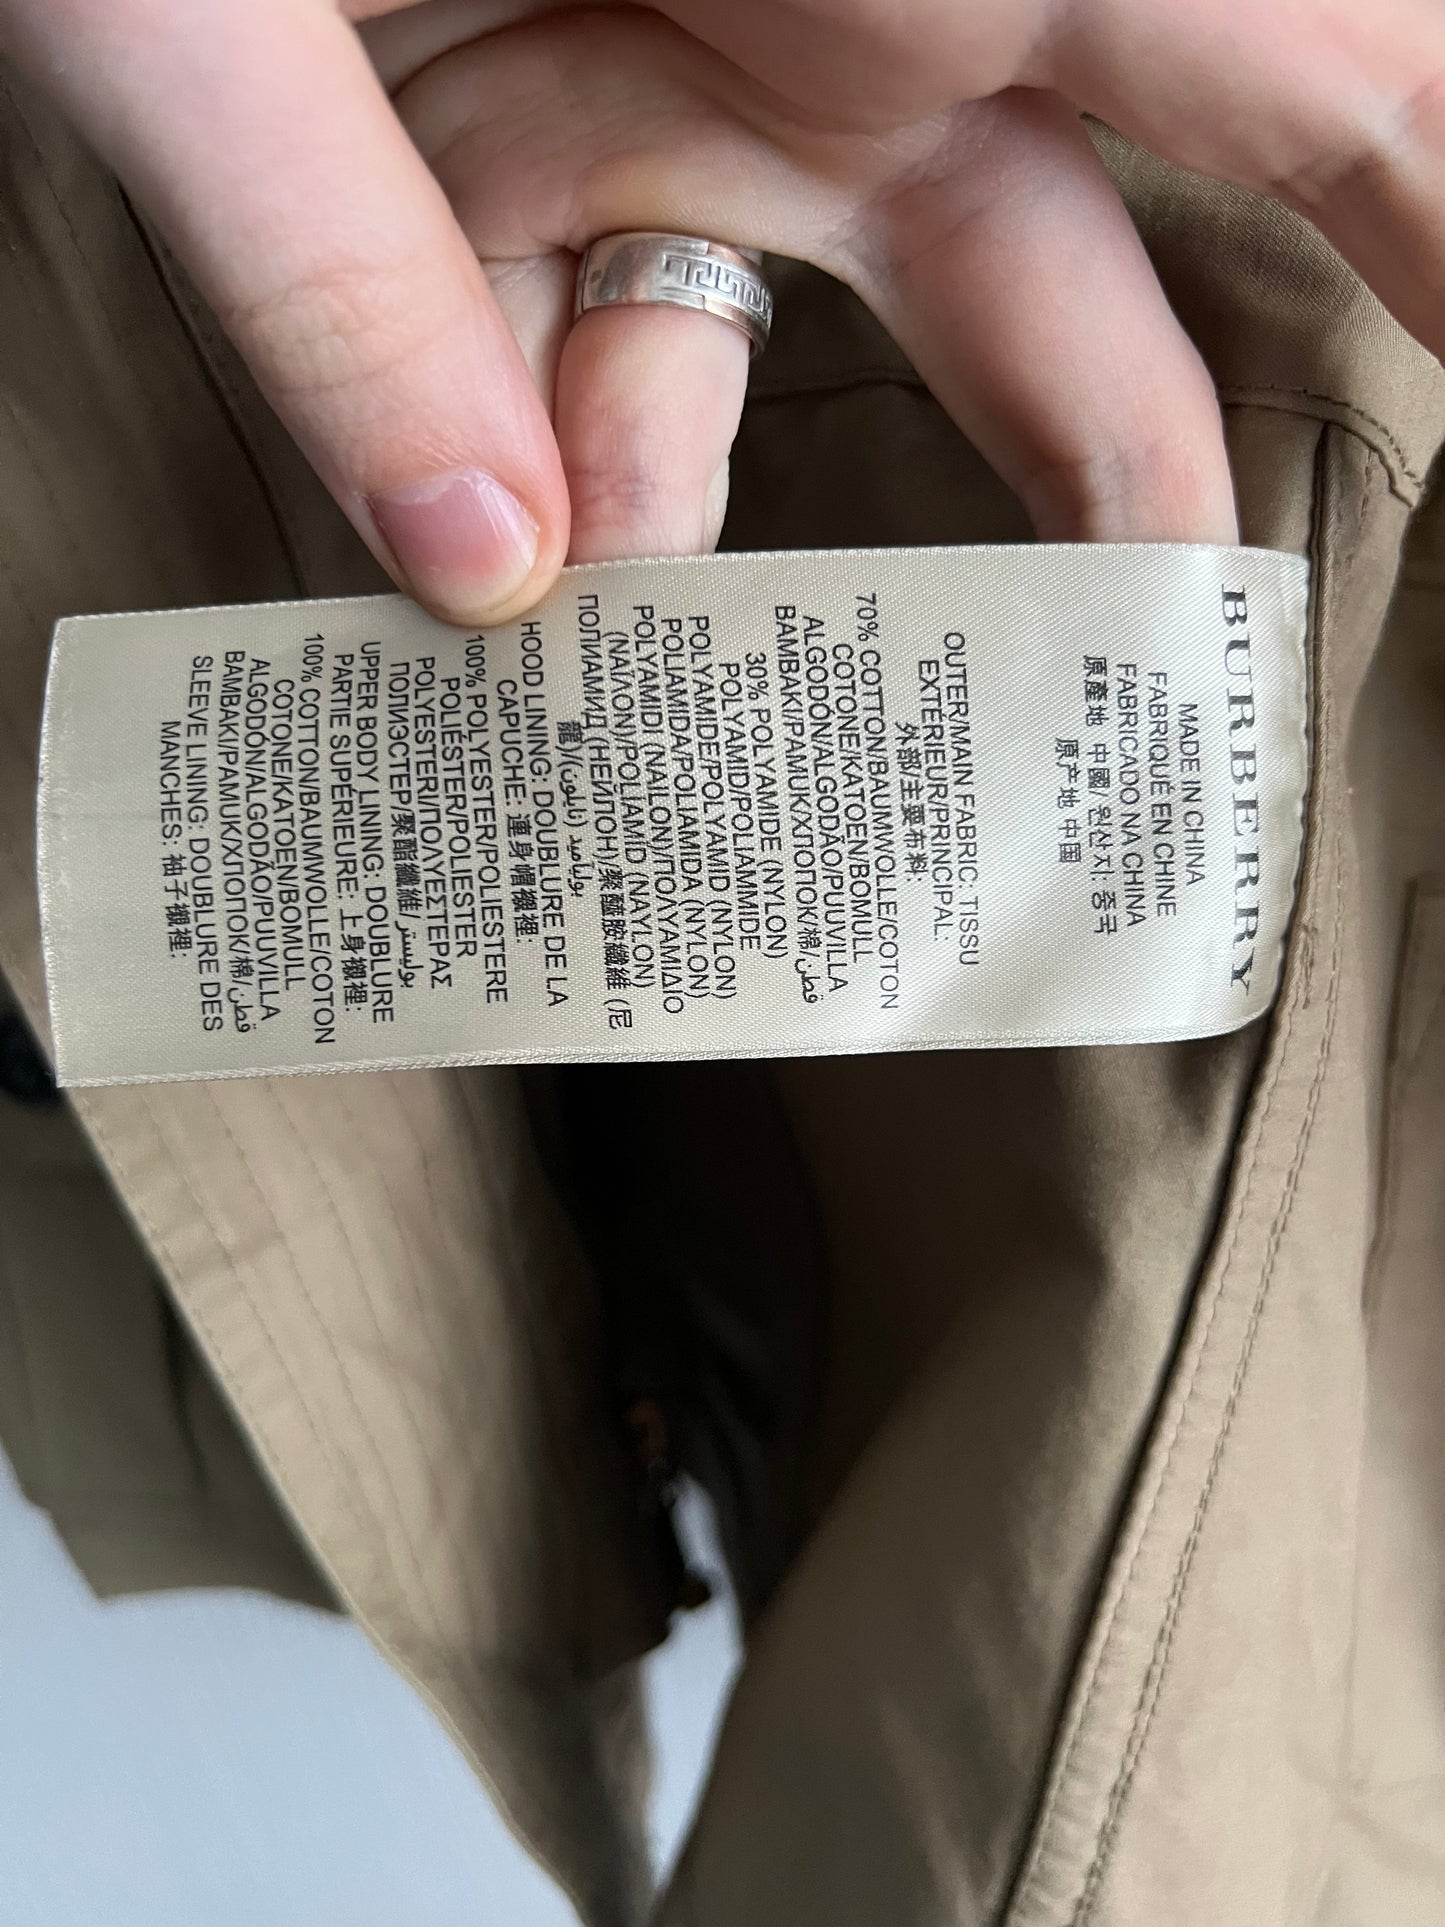 BURBERRY
MADE IN CHINA
FABRIQUÉ EN CHINE
FABRICADO NA CHINA
原產地 中國 / 원산지: 중국
原产地 中国
OUTER/MAIN FABRIC: TISSU
EXTÉRIEUR/PRINCIPAL:
外部/主要布料:
70% COTTON/BAUMWOLLE/COTON
COTONE/KATOEN/BOMULL
ALGODÓN/ALGODÃO/PUUVILLA
BAMBAKI/PAMUK/ХЛОПОК/棉/قطن
30% POLYAMIDE (NYLON)
POLYAMID/POLIAMMIDE
POLYAMIDE/POLYAMID (NYLON)
POLIAMIDA/POLIAMIDA (NYLON)
POLYAMIDI (NAILON)/ΠΟΛΥΑΜΙΔΙΟ
(ΝΑΪΛΟΝ)/POLİAMİD (NAYLON)
ПОЛИАМИД (НЕЙЛОН)/聚醯胺纖維 (尼
龍)/بولياميد (نايلون)
HOOD LINING: DOUBLURE DE LA
CAPUCHE: 連身帽襯裡:
100% POLYESTER/POLIESTERE
POLIÉSTER/POLIESTER
POLYESTERI/ΠΟΛΥΕΣΤΕΡΑΣ
ПОЛИЭСТЕР/聚酯纖維/بوليستر
UPPER BODY LINING: DOUBLURE
PARTIE SUPÉRIEURE: 上身襯裡:
100% COTTON/BAUMWOLLE/COTON
COTONE/KATOEN/BOMULL
ALGODÓN/ALGODÃO/PUUVILLA
BAMBAKI/PAMUK/ХЛОПОК/棉/قطن
SLEEVE LINING: DOUBLURE DES
MANCHES: 袖子襯裡: